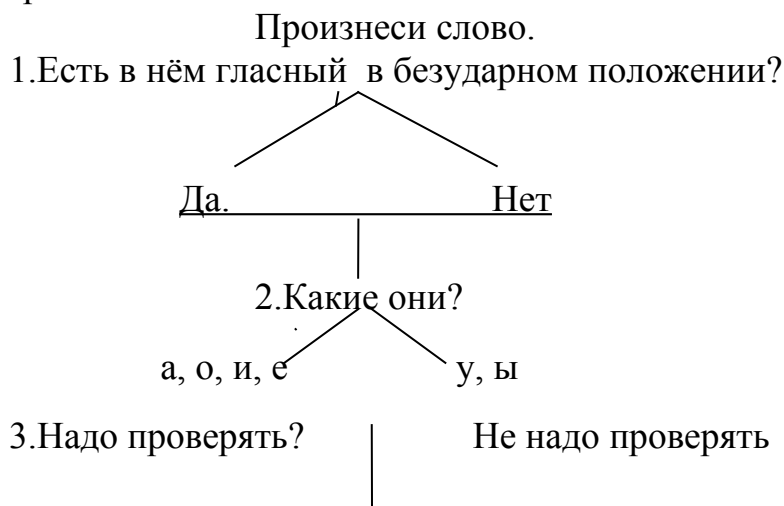 Произнеси слово.
1.Есть в нём гласный в безударном положении?
Да. Нет
2.Какие они?
а, о, и, е у, ы
3.Надо проверять? Не надо проверять